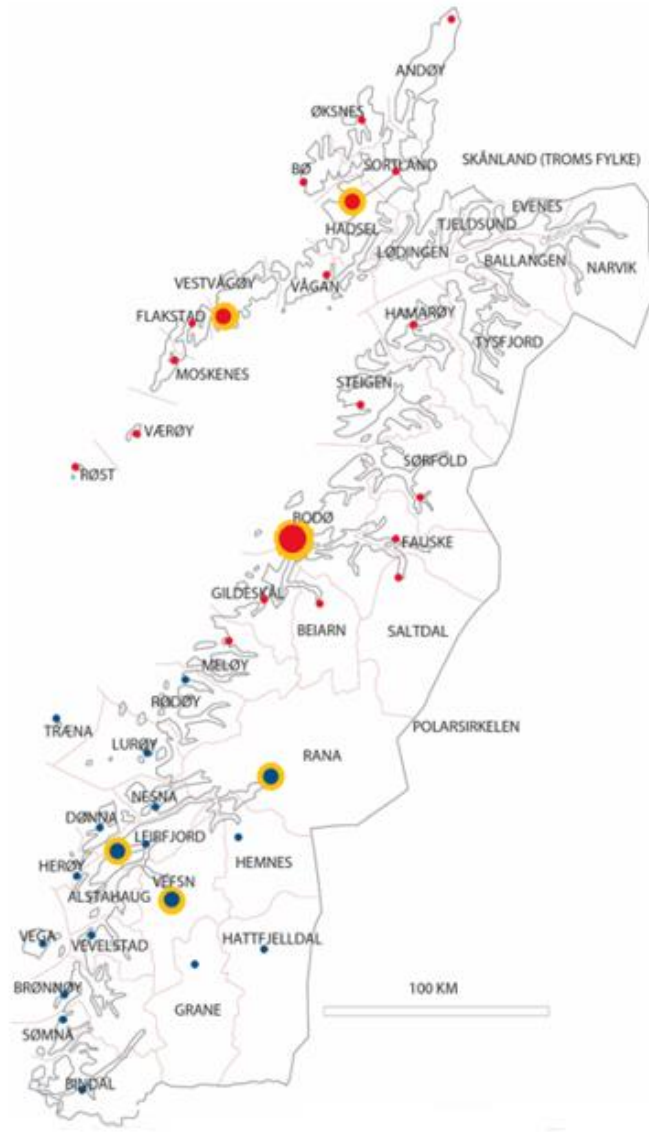 ANDØY
ØKSNES
SKÅNLAND (TROMS FYLKE)
BØ
SORTLAND
EVENES
TJELDSUND
HADSEL
LØDINGEN
BALLANGEN
NARVIK
VESTVÅGØY
VÅGAN
FLAKSTAD
HAMARØY
TYSFJORD
MOSKENES
STEIGEN
VÆRØY
SØRFOLD
RØST
BODØ
FAUSKE
GILDESKÅL
BEIARN
SALTDAL
MELØY
RØDØY
TRÆNA
POLARSIRKELEN
LURØY
RANA
NESNA
DØNNA
LEIRFJORD
HEMNES
HERØY
VEFSN
ALSTAHAUG
VEGA
VEVELSTAD
HATTFJELLDAL
BRØNNØY
100 KM
GRANE
SØMNA
BINDAL